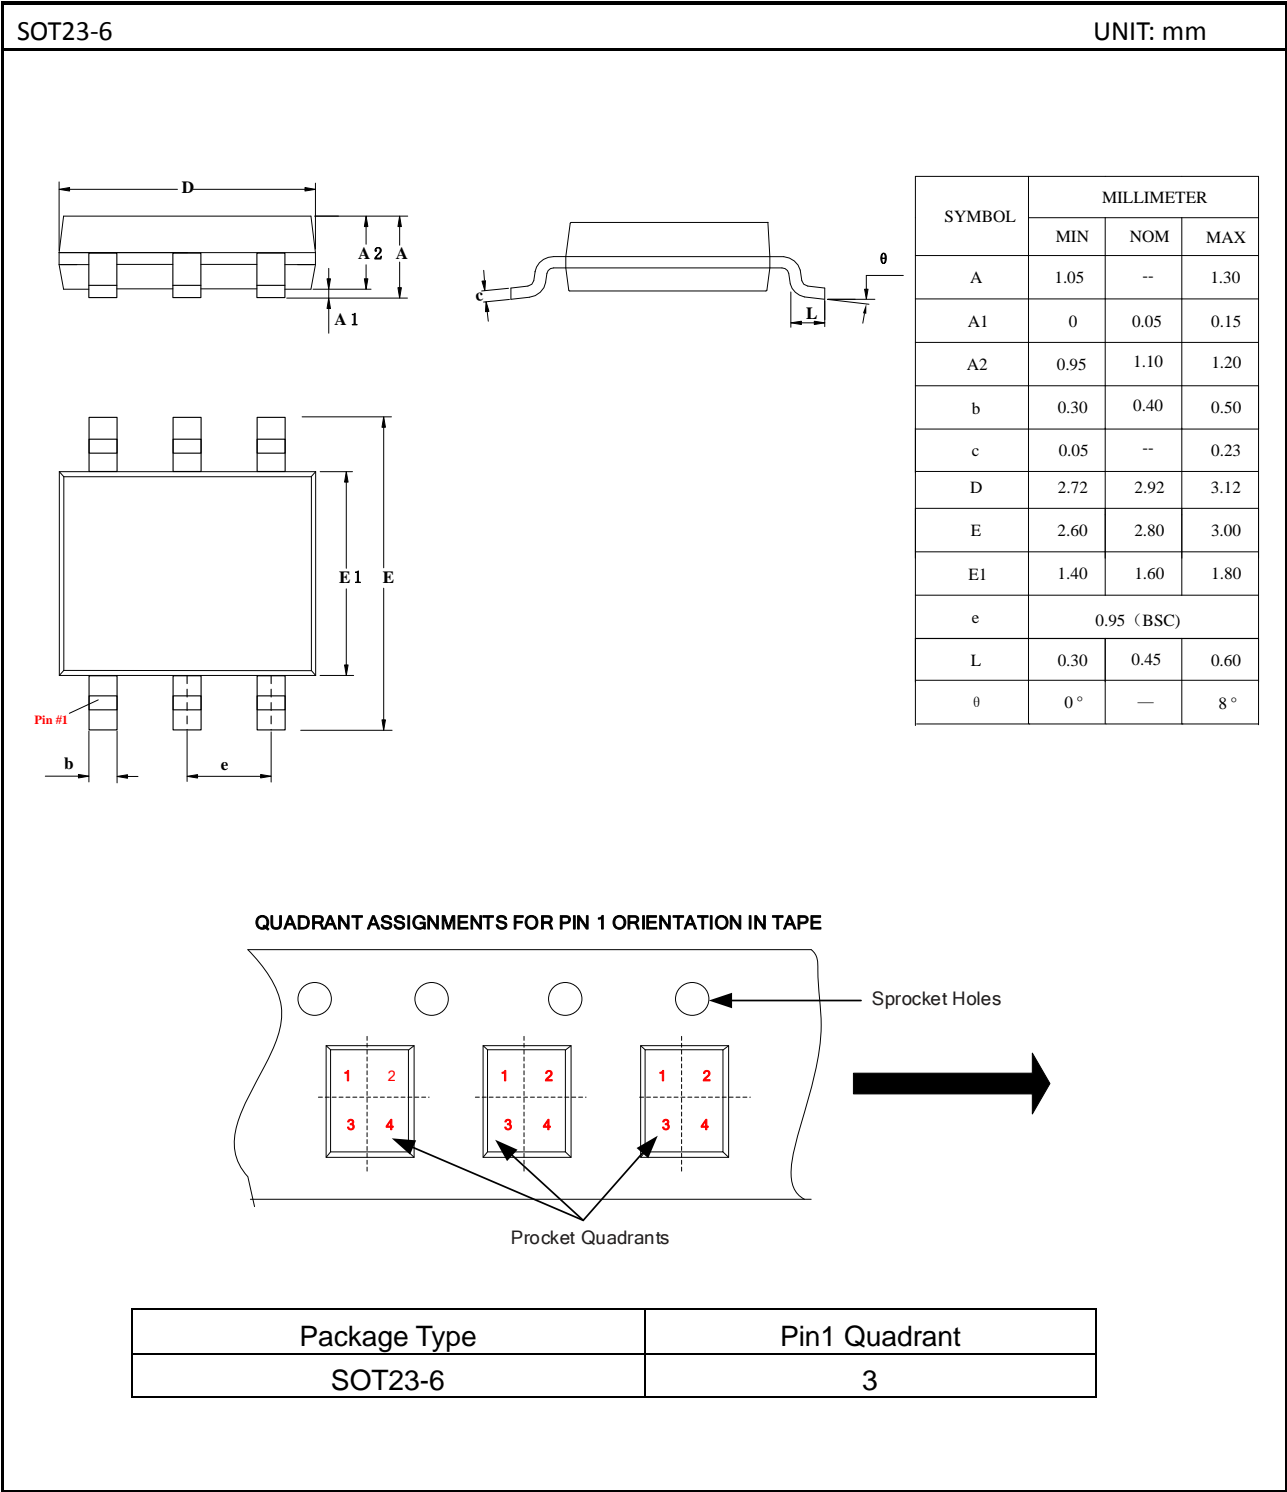 SOT23-6 UNIT: mm
D
A2 A
A1
c
L
θ
E1 E
Pin #1
b e
SYMBOL MILLIMETER
MIN NOM MAX
A 1.05 -- 1.30
A1 0 0.05 0.15
A2 0.95 1.10 1.20
b 0.30 0.40 0.50
c 0.05 -- 0.23
D 2.72 2.92 3.12
E 2.60 2.80 3.00
E1 1.40 1.60 1.80
e 0.95（BSC)
L 0.30 0.45 0.60
θ 0° — 8°
QUADRANT ASSIGNMENTS FOR PIN 1 ORIENTATION IN TAPE
Sprocket Holes
1 2 1 2 1 2
3 4 3 4 3 4
Procket Quadrants
Package Type Pin1 Quadrant
SOT23-6 3